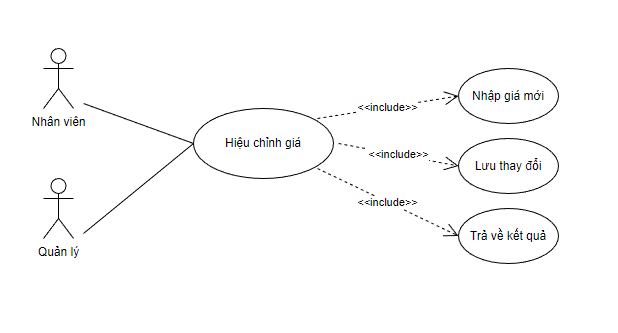 Nhân viên
Quản lý
Hiệu chỉnh giá
<<include>>
<<include>>
<<include>>
Nhập giá mới
Lưu thay đổi
Trả về kết quả